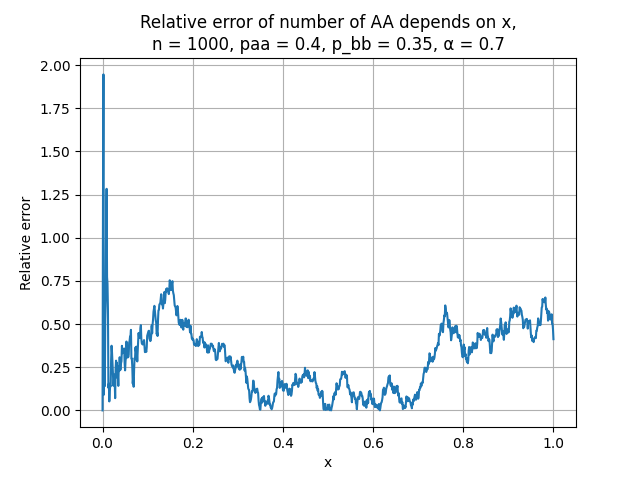 Relative error of number of AA depends on x,
n = 1000, paa = 0.4, p_bb = 0.35, α = 0.7
2.00
1.75
1.50
1.25
1.00
0.75
0.50
0.25
0.00
Relative error
0.0 0.2 0.4 0.6 0.8 1.0
x